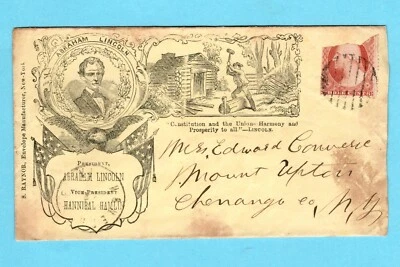 ABRAHAM LINCOLN.
S. RAYNOR, Envelope Manufacturer, New-York
"Constitution and the Union—Harmony and
Prosperity to all"—LINCOLN.
PRESIDENT,
ABRAHAM LINCOLN
VICE PRESIDENT
HANNIBAL HAMLIN
Mr. Edward Converse
Mount Upton
Chenango co, N.Y.